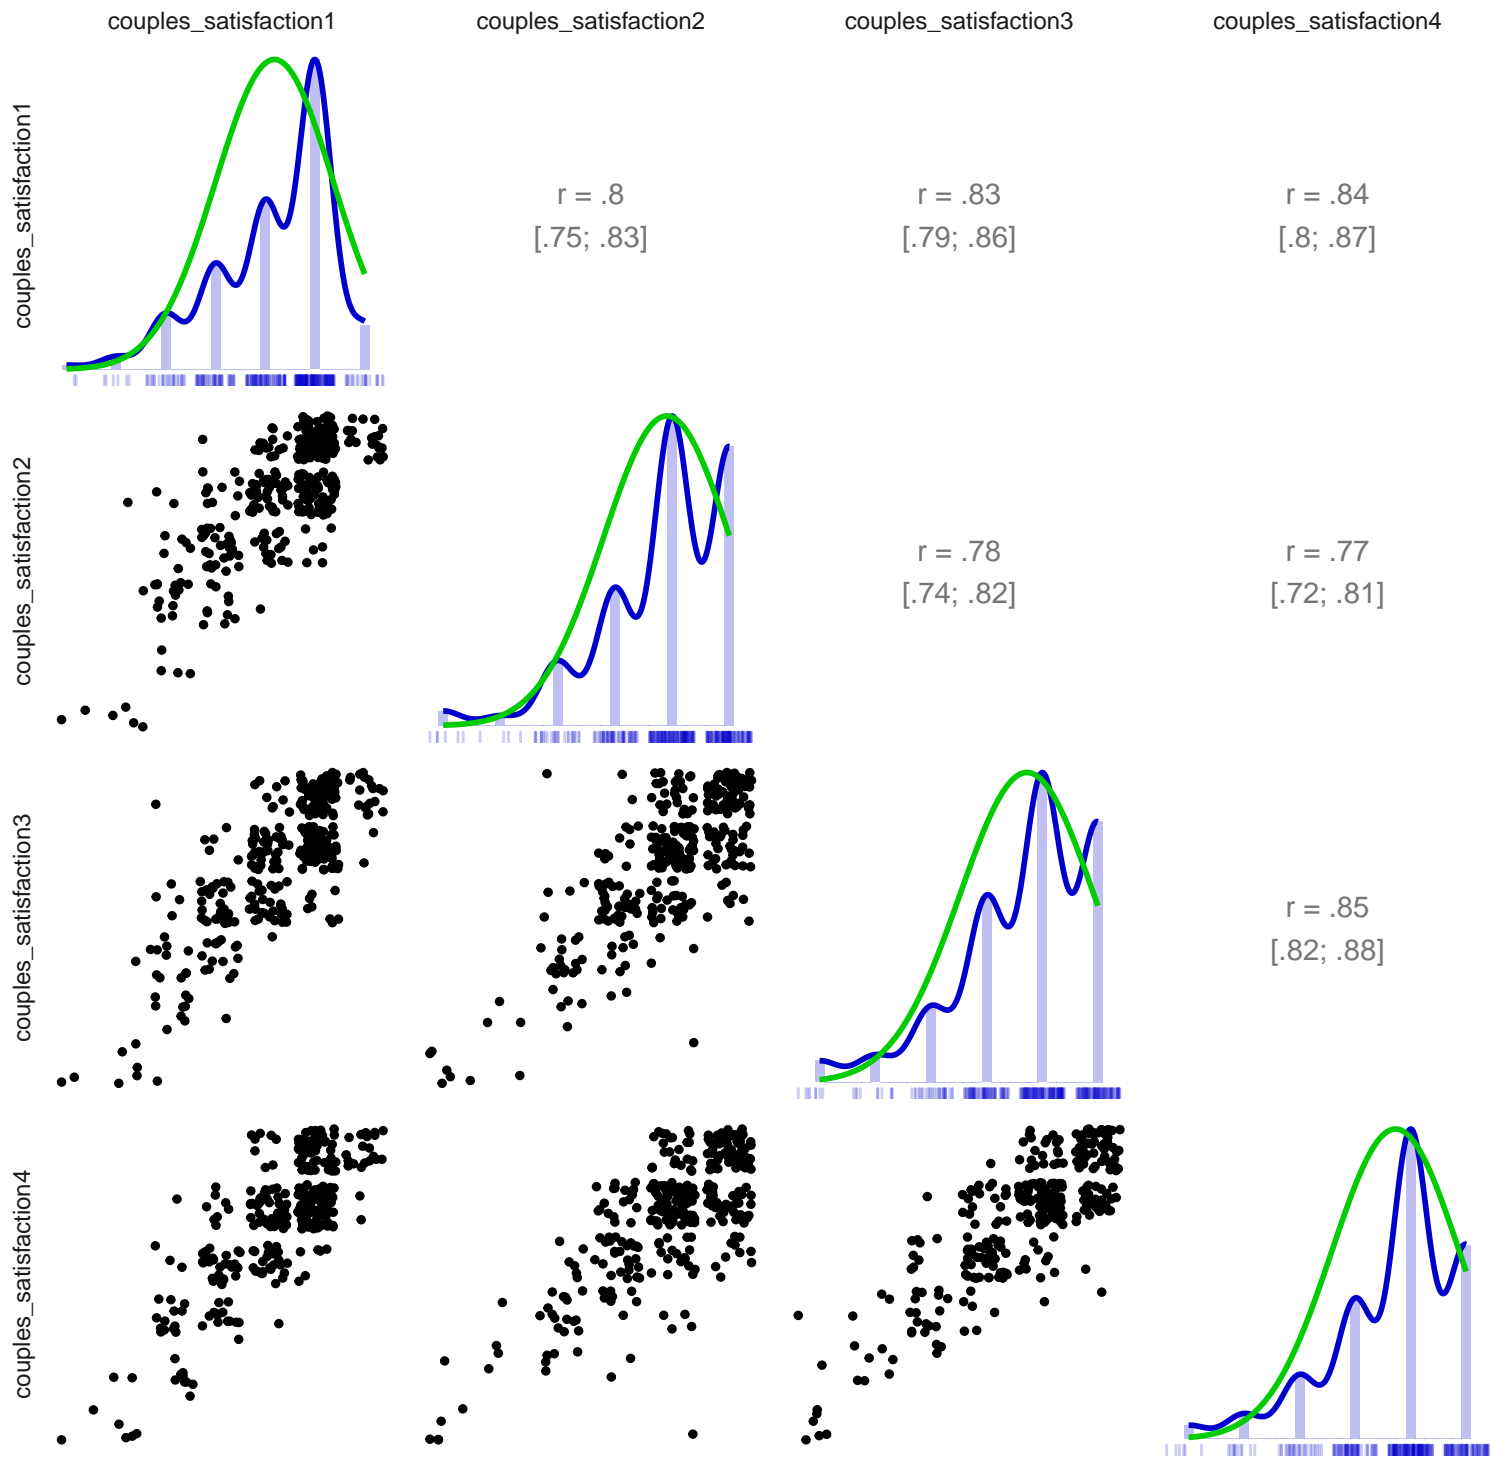 couples_satisfaction1
couples_satisfaction2
couples_satisfaction3
couples_satisfaction4
couples_satisfaction1
r = .8
[.75; .83]
r = .83
[.79; .86]
r = .84
[.8; .87]
couples_satisfaction2
r = .78
[.74; .82]
r = .77
[.72; .81]
couples_satisfaction3
r = .85
[.82; .88]
couples_satisfaction4